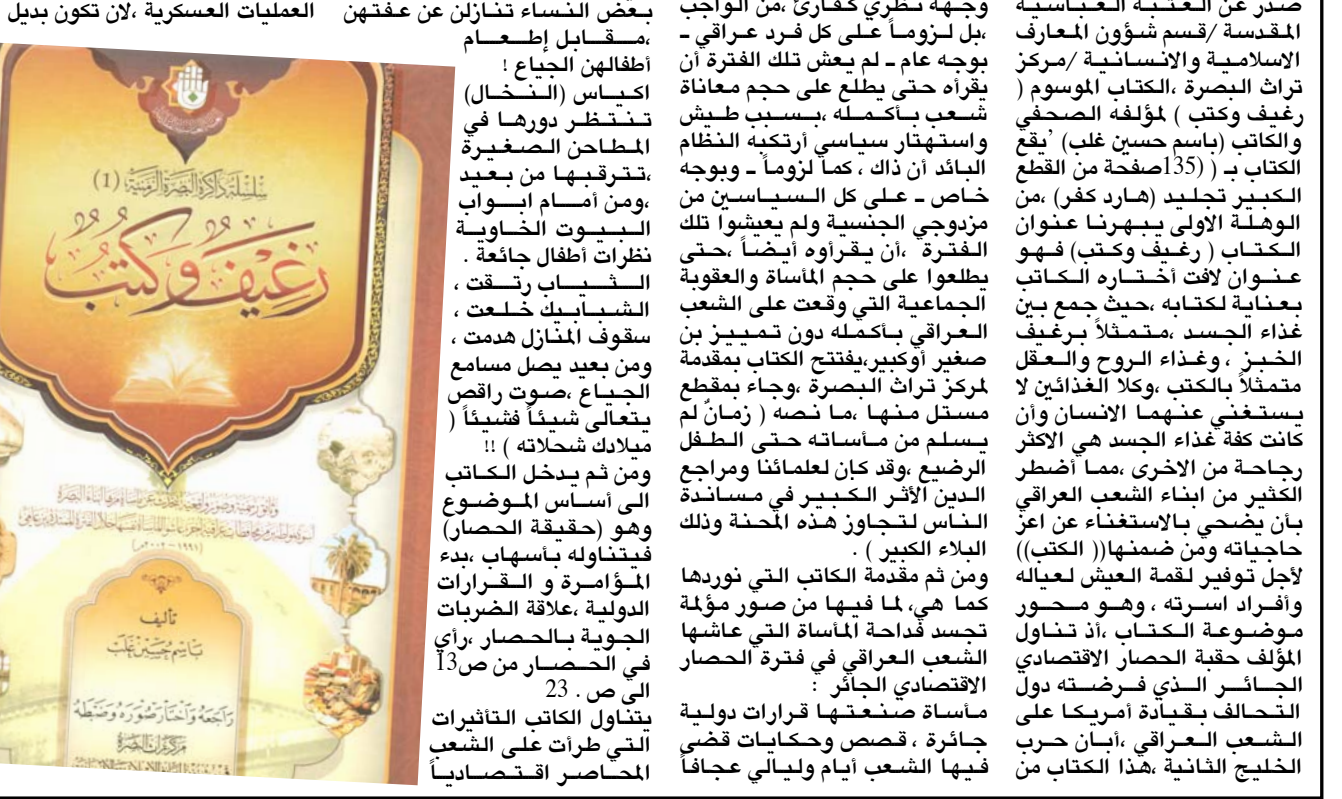 صدر عن العتبة العباسية
المقدسة /قسم شؤون المعارف
الاسلامية والانسانية /مركز
تراث البصرة ،الكتاب الموسوم (
رغيف وكتب ) لمؤلفه الصحفي
والكاتب (باسم حسين غلب) 'يقع
الكتاب بـ ( (135صفحة من القطع
الكبير تجليد (هارد كفر) ،من
الوهلة الاولى يبهرنا عنوان
الكتاب ( رغيف وكتب) فهو
عنوان لافت أختاره الكاتب
بعناية لكتابه ،حيث جمع بين
غذاء الجسد ،متمثلاً برغيف
الخبز ، وغذاء الروح والعقل
متمثلاً بالكتب ،وكلا الغذائين لا
يستغني عنهما الانسان وأن
كانت كفة غذاء الجسد هي الاكثر
رجاحة من الاخرى ،مما أضطر
الكثير من ابناء الشعب العراقي
بأن يضحي بالاستغناء عن اعز
حاجياته ومن ضمنها(( الكتب))
لأجل توفير لقمة العيش لعياله
وأفراد اسرته ، وهو محور
موضوعة الكتاب ،أذ تناول
المؤلف حقبة الحصار الاقتصادي
الجائر الذي فرضته دول
التحالف بقيادة أمريكا على
الشعب العراقي ،أبان حرب
الخليج الثانية ،هذا الكتاب من
وجهة نظري كقارئ ،من الواجب
،بل لزوماً على كل فرد عراقي ـ
بوجه عام ـ لم يعش تلك الفترة أن
يقرأه حتى يطلع على حجم معاناة
شعب بأكمله ،بسبب طيش
واستهتار سياسي أرتكبه النظام
البائد أن ذاك ، كما لزوماً ـ وبوجه
خاص ـ على كل السياسين من
مزدوجي الجنسية ولم يعيشوا تلك
الفترة ،أن يقرأوه أيضاً ،حتى
يطلعوا على حجم المأساة والعقوبة
الجماعية التي وقعت على الشعب
العراقي بأكمله دون تمييز بن
صغير أوكبير،يفتتح الكتاب بمقدمة
لمركز تراث البصرة ،وجاء بمقطع
مستل منها ،ما نصه ( زمانٌ لم
يسلم من مأساته حتى الطفل
الرضيع ،وقد كان لعلمائنا ومراجع
الدين الأثر الكبير في مساندة
الناس لتجاوز هذه المحنة وذلك
البلاء الكبير ) .
ومن ثم مقدمة الكاتب التي نوردها
كما هي، لما فيها من صور مؤلمة
تجسد فداحة المأساة التي عاشها
الشعب العراقي في فترة الحصار
الاقتصادي الجائر :
مأساة صنعتها قرارات دولية
جائرة ، قصص وحكايات قضى
فيها الشعب أيام وليالي عجافاً
بعض النساء تنازلن عن عفتهن
،مقابل إطعام
أطفالهن الجياع !
اكياس (النخال)
تنتظر دورها في
المطاحن الصغيرة
،تترقبها من بعيد
،ومن أمام ابواب
البيوت الخاوية
نظرات أطفال جائعة .
الثياب رتقت ،
الشبابيك خلعت ،
سقوف المنازل هدمت ،
ومن بعيد يصل مسامع
الجياع ،صوت راقص
يتعالى شيئاً فشيئاً (
ميلادك شحلاته ) !!
ومن ثم يدخل الكاتب
الى أساس الموضوع
وهو (حقيقة الحصار)
فيتناوله بأسهاب ،بدء
المؤامرة و القرارات
الدولية ،علاقة الضربات
الجوية بالحصار ،رأي
في الحصار من ص13
الى ص . 23
يتناول الكاتب التأثيرات
التي طرأت على الشعب
المحاصر اقتصادياً
العمليات العسكرية ،لان تكون بديل
سلسلة ذاكرة البصرة الزمنية (1)
رغيف وكتب
(١٩٩١ - ٢٠٠٣م)
تأليف
باسم حسين غلب
راجعه واختار صوره وضبطه
مركز تراث البصرة